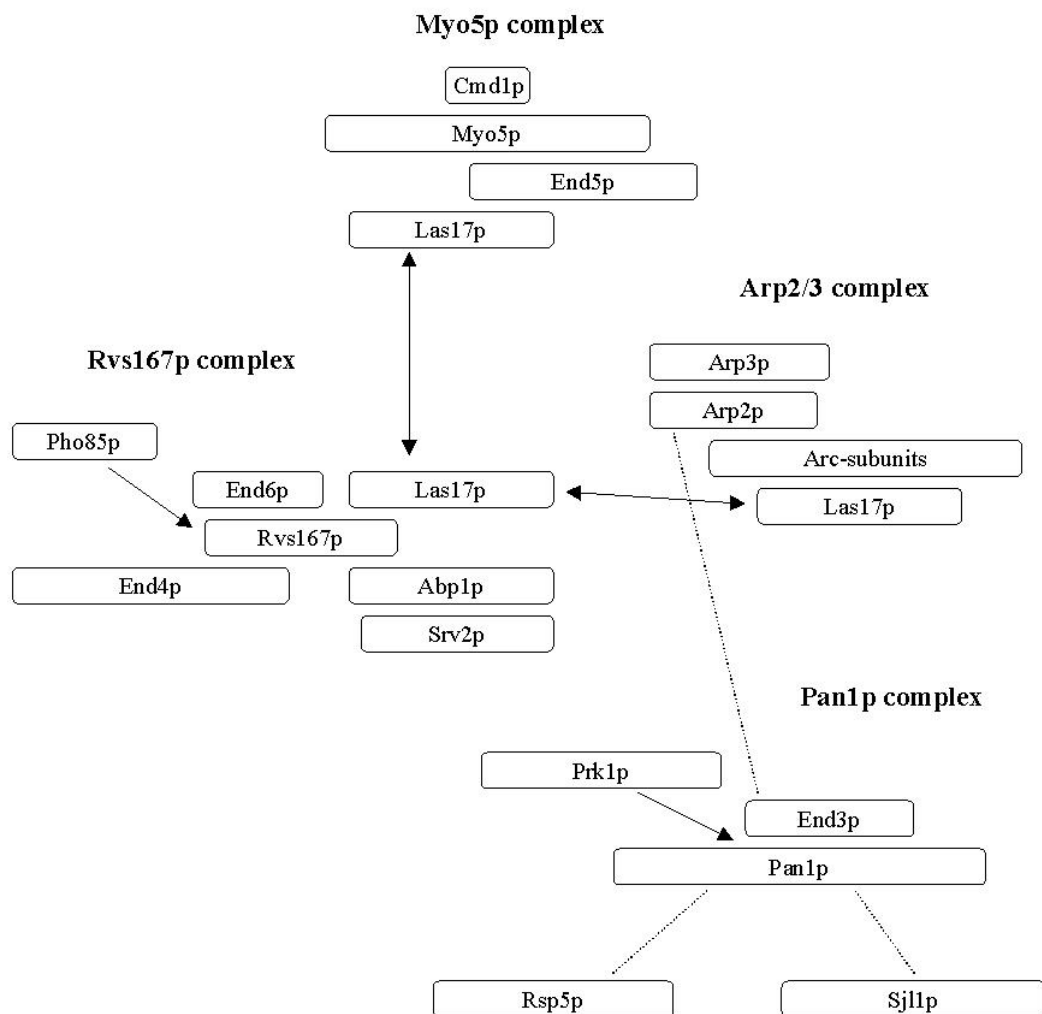 Myo5p complex
Cmd1p
Myo5p
End5p
Las17p
Arp2/3 complex
Arp3p
Arp2p
Arc-subunits
Las17p
Rvs167p complex
Pho85p
End6p
Las17p
Rvs167p
End4p
Abp1p
Srv2p
Pan1p complex
Prk1p
End3p
Pan1p
Rsp5p
Sjl1p